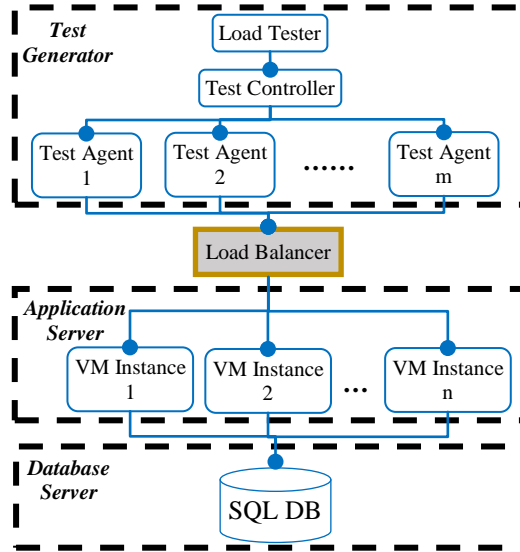 Test
Generator
Load Tester
Test Controller
Test Agent
1
Test Agent
2
......
Test Agent
m
Load Balancer
Application
Server
VM Instance
1
VM Instance
2
...
VM Instance
n
Database
Server
SQL DB